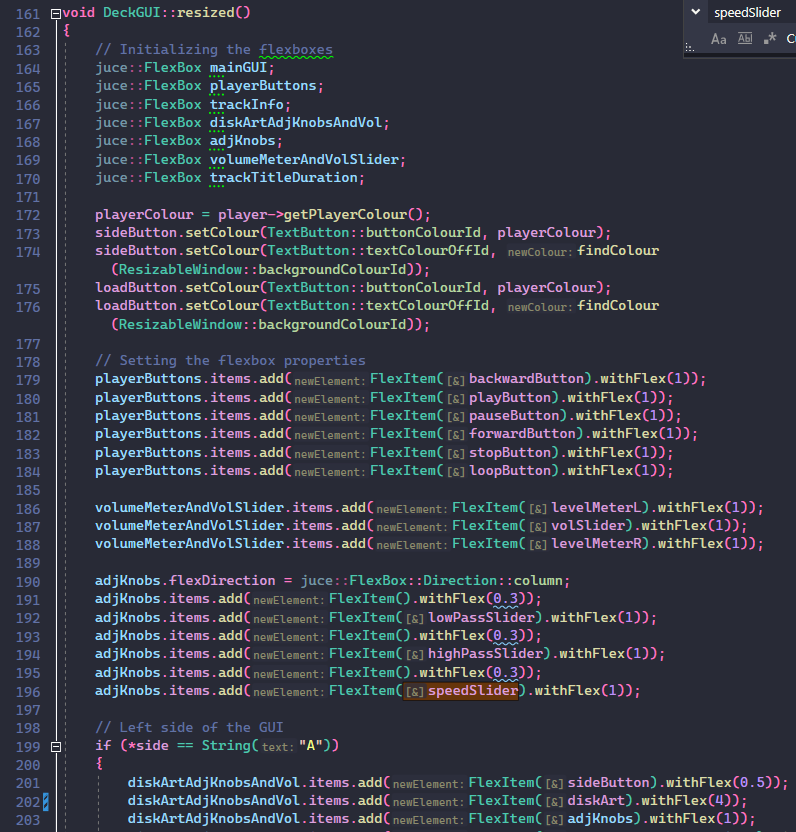 161 void DeckGUI::resized()
162 {
163 // Initializing the flexboxes
164 juce::FlexBox mainGUI;
165 juce::FlexBox playerButtons;
166 juce::FlexBox trackInfo;
167 juce::FlexBox diskArtAdjKnobsAndVol;
168 juce::FlexBox adjKnobs;
169 juce::FlexBox volumeMeterAndVolSlider;
170 juce::FlexBox trackTitleDuration;
171
172 playerColour = player->getPlayerColour();
173 sideButton.setColour(TextButton::buttonColourId, playerColour);
174 sideButton.setColour(TextButton::textColourOffId, newColour: findColour
(ResizableWindow::backgroundColourId));
175 loadButton.setColour(TextButton::buttonColourId, playerColour);
176 loadButton.setColour(TextButton::textColourOffId, newColour: findColour
(ResizableWindow::backgroundColourId));
177
178 // Setting the flexbox properties
179 playerButtons.items.add(newElement: FlexItem([&] backwardButton).withFlex(1));
180 playerButtons.items.add(newElement: FlexItem([&] playButton).withFlex(1));
181 playerButtons.items.add(newElement: FlexItem([&] pauseButton).withFlex(1));
182 playerButtons.items.add(newElement: FlexItem([&] forwardButton).withFlex(1));
183 playerButtons.items.add(newElement: FlexItem([&] stopButton).withFlex(1));
184 playerButtons.items.add(newElement: FlexItem([&] loopButton).withFlex(1));
185
186 volumeMeterAndVolSlider.items.add(newElement: FlexItem([&] levelMeterL).withFlex(1));
187 volumeMeterAndVolSlider.items.add(newElement: FlexItem([&] volSlider).withFlex(1));
188 volumeMeterAndVolSlider.items.add(newElement: FlexItem([&] levelMeterR).withFlex(1));
189
190 adjKnobs.flexDirection = juce::FlexBox::Direction::column;
191 adjKnobs.items.add(newElement: FlexItem().withFlex(0.3));
192 adjKnobs.items.add(newElement: FlexItem([&] lowPassSlider).withFlex(1));
193 adjKnobs.items.add(newElement: FlexItem().withFlex(0.3));
194 adjKnobs.items.add(newElement: FlexItem([&] highPassSlider).withFlex(1));
195 adjKnobs.items.add(newElement: FlexItem().withFlex(0.3));
196 adjKnobs.items.add(newElement: FlexItem([&] speedSlider).withFlex(1));
197
198 // Left side of the GUI
199 if (*side == String(text: "A"))
200 {
201 diskArtAdjKnobsAndVol.items.add(newElement: FlexItem([&] sideButton).withFlex(0.5));
202 diskArtAdjKnobsAndVol.items.add(newElement: FlexItem([&] diskArt).withFlex(4));
203 diskArtAdjKnobsAndVol.items.add(newElement: FlexItem([&] adjKnobs).withFlex(1));
speedSlider
Aa Abl .*